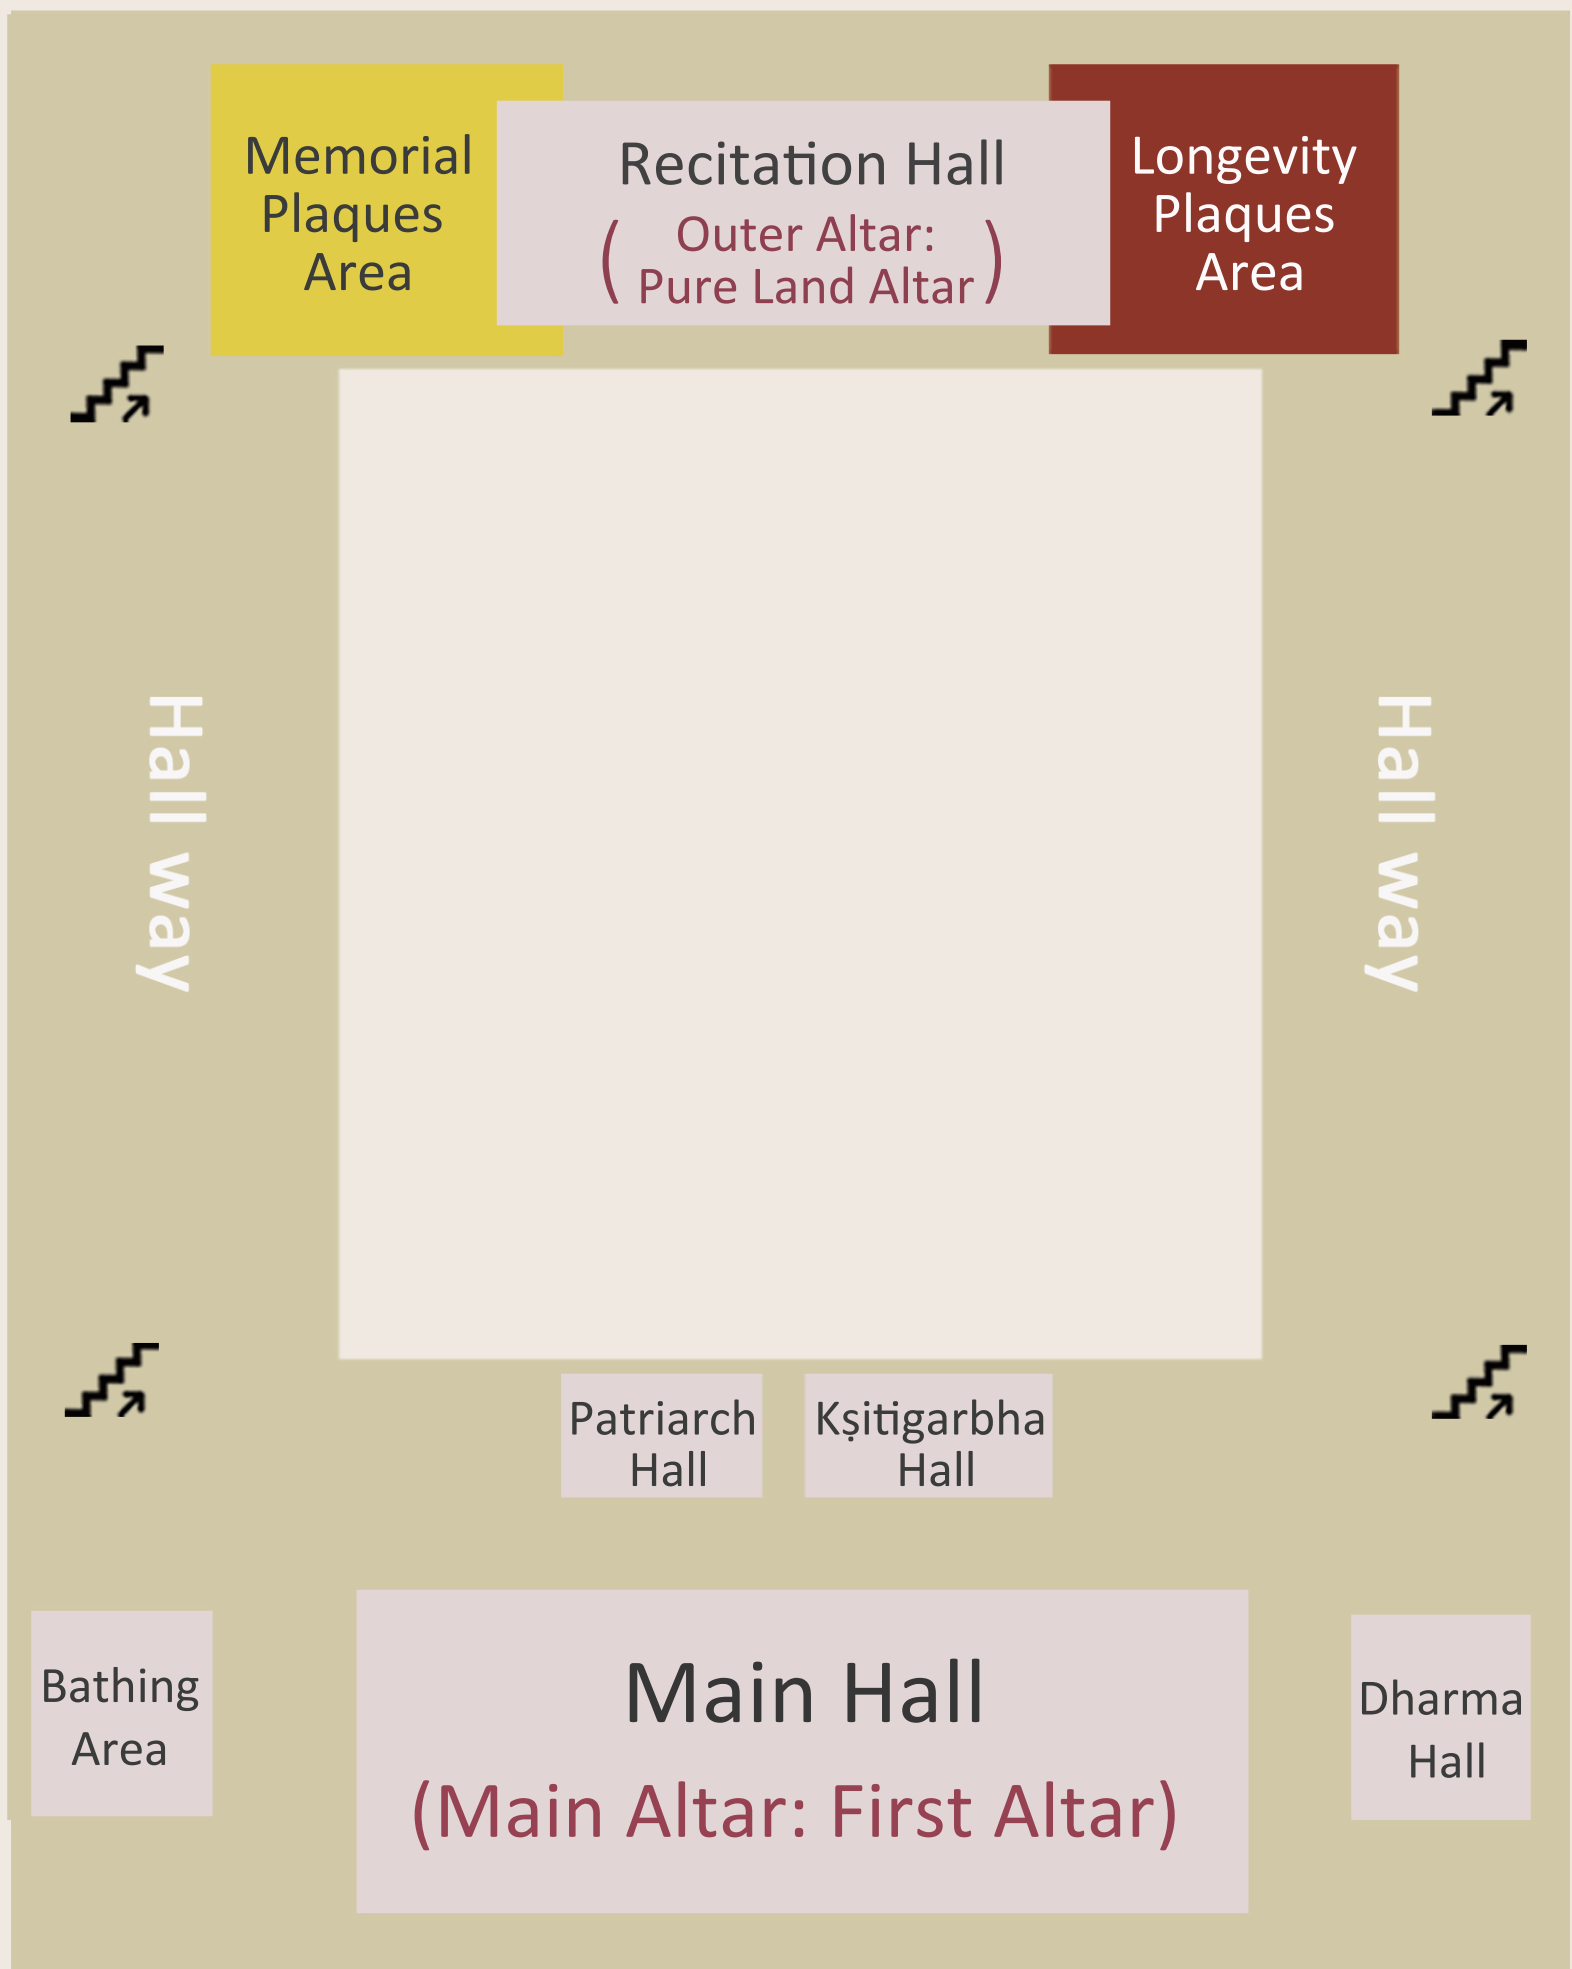 Memorial
Plaques
Area
Recitation Hall
( Outer Altar:
Pure Land Altar )
Longevity
Plaques
Area
Hall way
Hall way
Patriarch
Hall
Kṣitigarbha
Hall
Bathing
Area
Main Hall
(Main Altar: First Altar)
Dharma
Hall